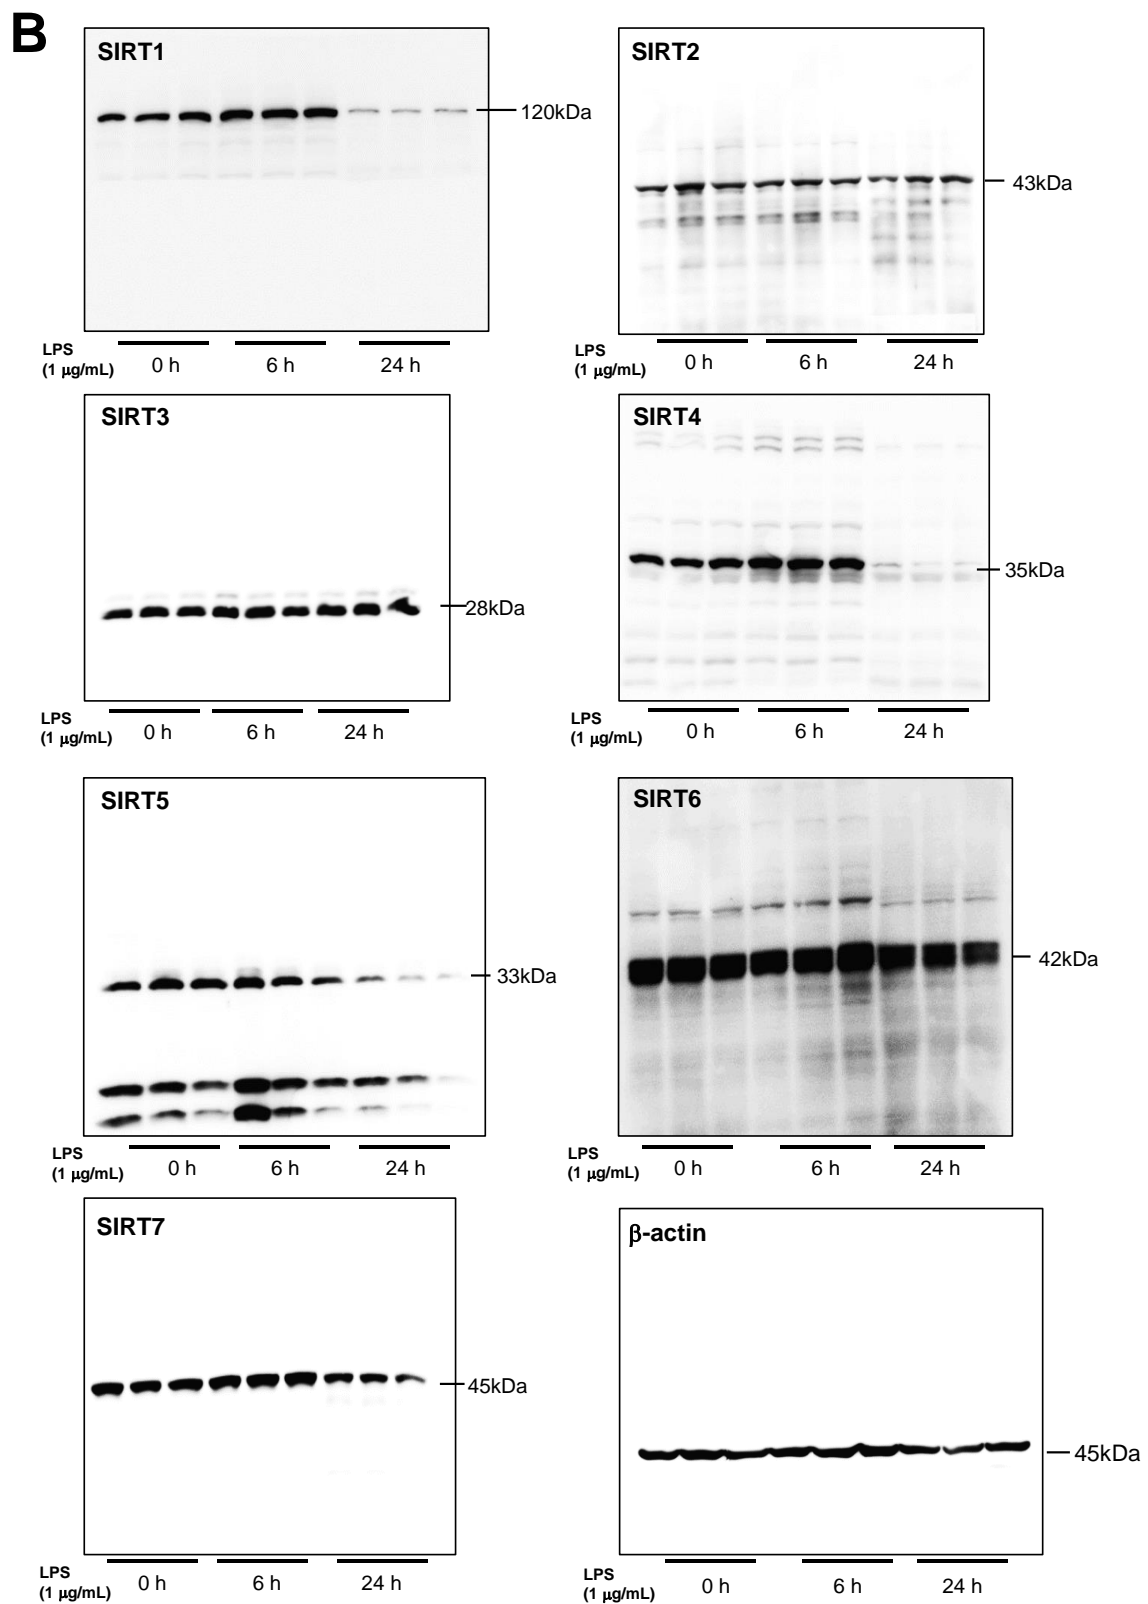 B
SIRT1
120kDa
LPS
(1 μg/mL)
0 h
6 h
24 h
SIRT2
43kDa
LPS
(1 μg/mL)
0 h
6 h
24 h
SIRT3
28kDa
LPS
(1 μg/mL)
0 h
6 h
24 h
SIRT4
35kDa
LPS
(1 μg/mL)
0 h
6 h
24 h
SIRT5
33kDa
LPS
(1 μg/mL)
0 h
6 h
24 h
SIRT6
42kDa
LPS
(1 μg/mL)
0 h
6 h
24 h
SIRT7
45kDa
LPS
(1 μg/mL)
0 h
6 h
24 h
β-actin
45kDa
LPS
(1 μg/mL)
0 h
6 h
24 h